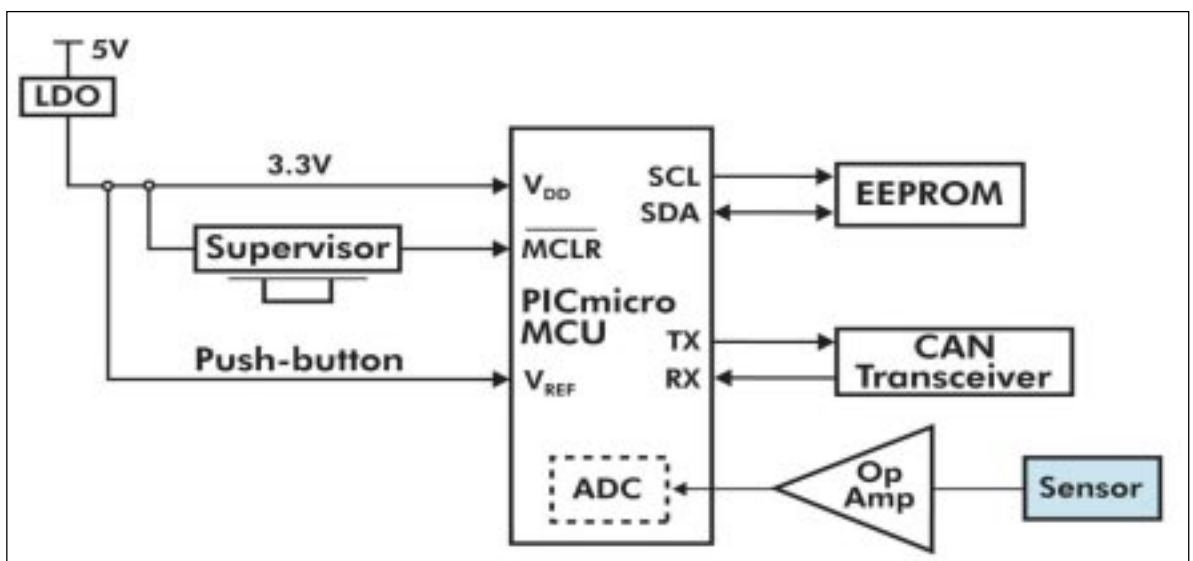 5V
LDO
3.3V
Supervisor
Push-button
VDD
MCLR
PICmicro
MCU
VREF
SCL
SDA
TX
RX
ADC
EEPROM
CAN
Transceiver
Op
Amp
Sensor